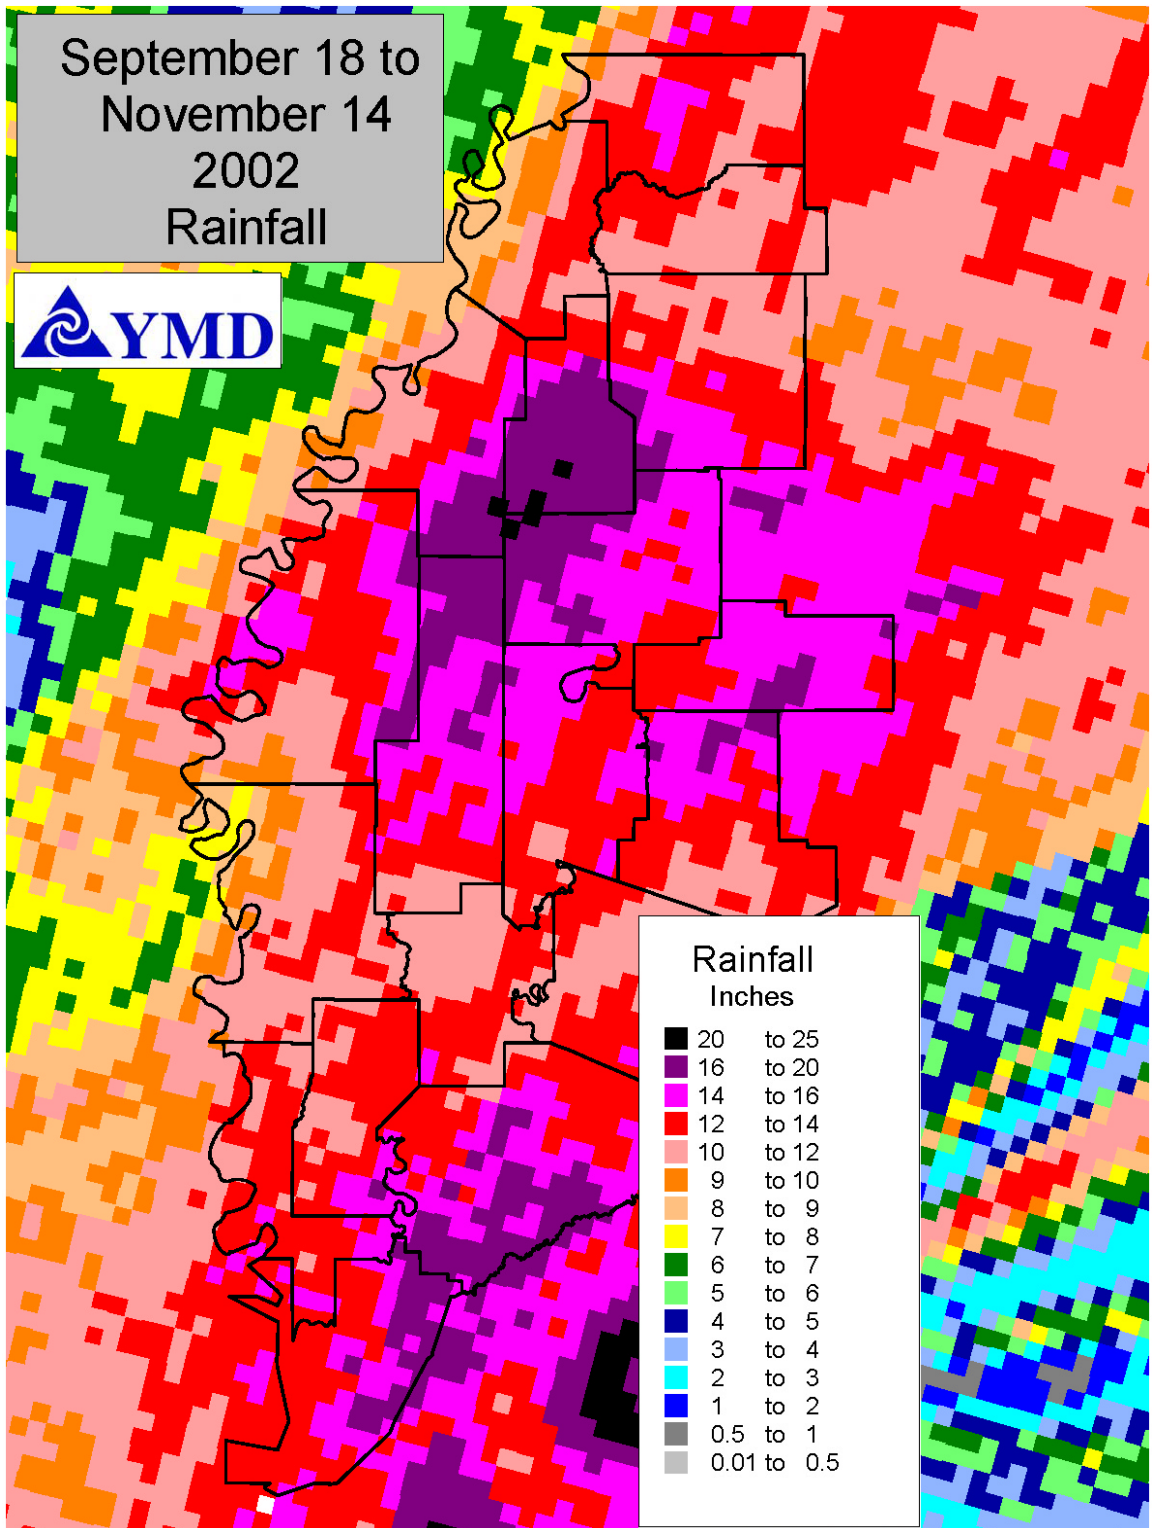 September 18 to
November 14
2002
Rainfall
YMD
Rainfall
Inches
20 to 25
16 to 20
14 to 16
12 to 14
10 to 12
9 to 10
8 to 9
7 to 8
6 to 7
5 to 6
4 to 5
3 to 4
2 to 3
1 to 2
0.5 to 1
0.01 to 0.5